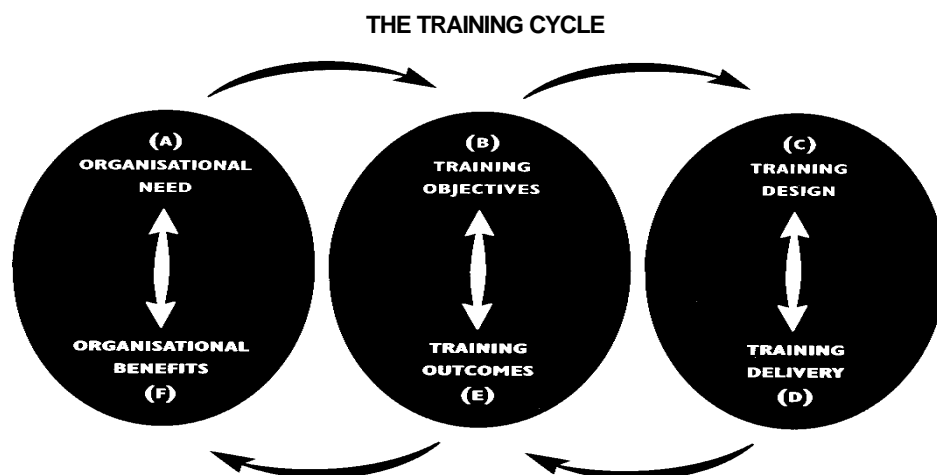 THE TRAINING CYCLE
(A)
ORGANISATIONAL
NEED
ORGANISATIONAL
BENEFITS
(F)
(B)
TRAINING
OBJECTIVES
TRAINING
OUTCOMES
(E)
(C)
TRAINING
DESIGN
TRAINING
DELIVERY
(D)